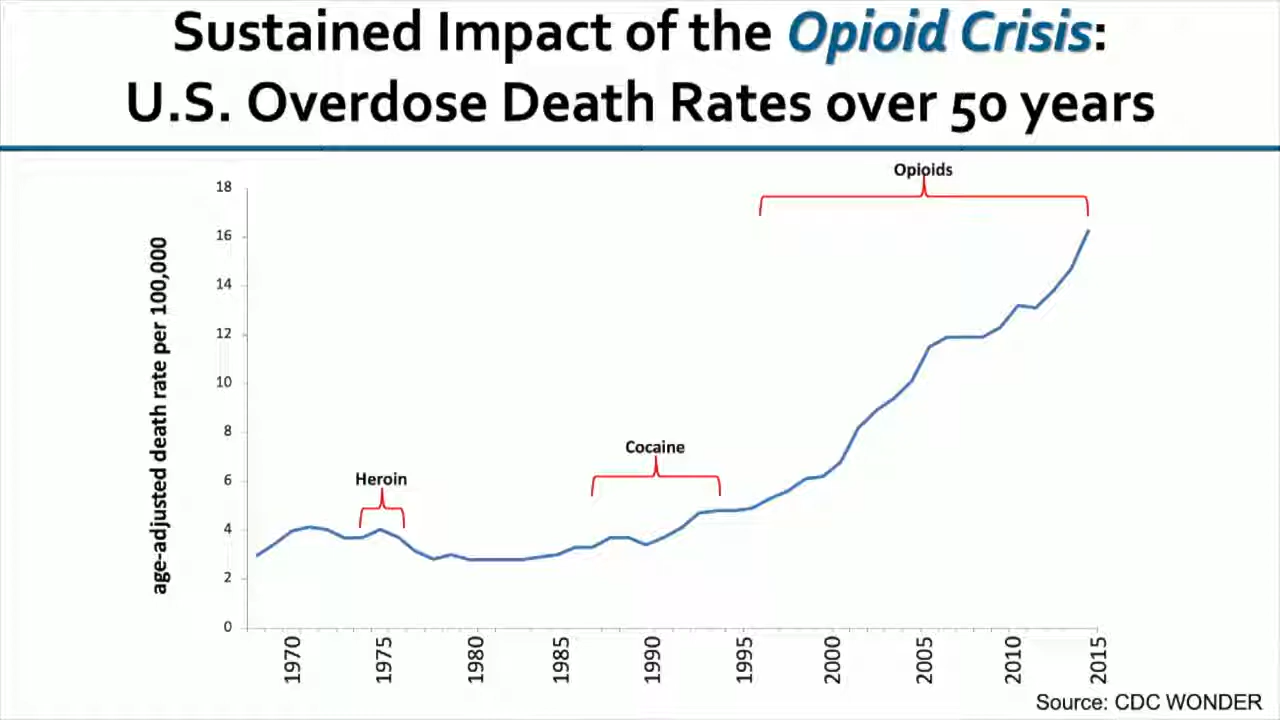 Sustained Impact of the Opioid Crisis:
U.S. Overdose Death Rates over 50 years
Opioids
18
16
14
12
10
8
6
4
2
0
age-adjusted death rate per 100,000
Cocaine
Heroin
1970
1975
1980
1985
1990
1995
2000
2005
2010
2015
Source: CDC WONDER